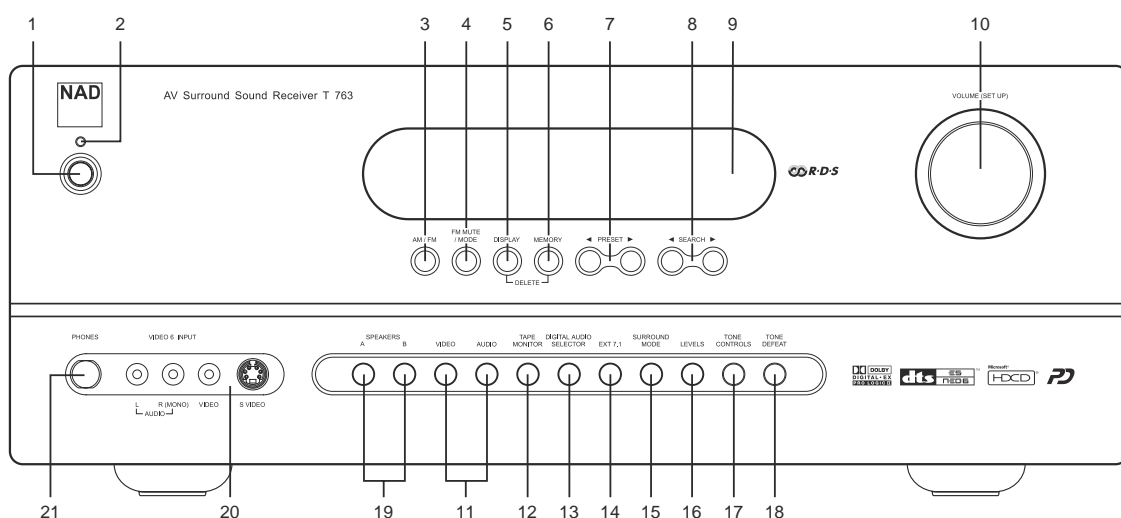 1 2 3 4 5 6 7 8 9 10
NAD
AV Surround Sound Receiver T 763
VOLUME (SET UP)
R·D·S
AM / FM
FM MUTE
/ MODE
DISPLAY
MEMORY
◄ PRESET ►
◄ SEARCH ►
DELETE
PHONES
VIDEO 6 INPUT
L
R (MONO)
AUDIO
VIDEO
S VIDEO
SPEAKERS
A B
VIDEO
AUDIO
TAPE
MONITOR
DIGITAL AUDIO
SELECTOR
EXT 7.1
SURROUND
MODE
LEVELS
TONE
CONTROLS
TONE
DEFEAT
DOLBY
DIGITAL·EX
PRO LOGIC II
dts ES
NEO:6
™
Microsoft®
HDCD®
21 20 19 11 12 13 14 15 16 17 18